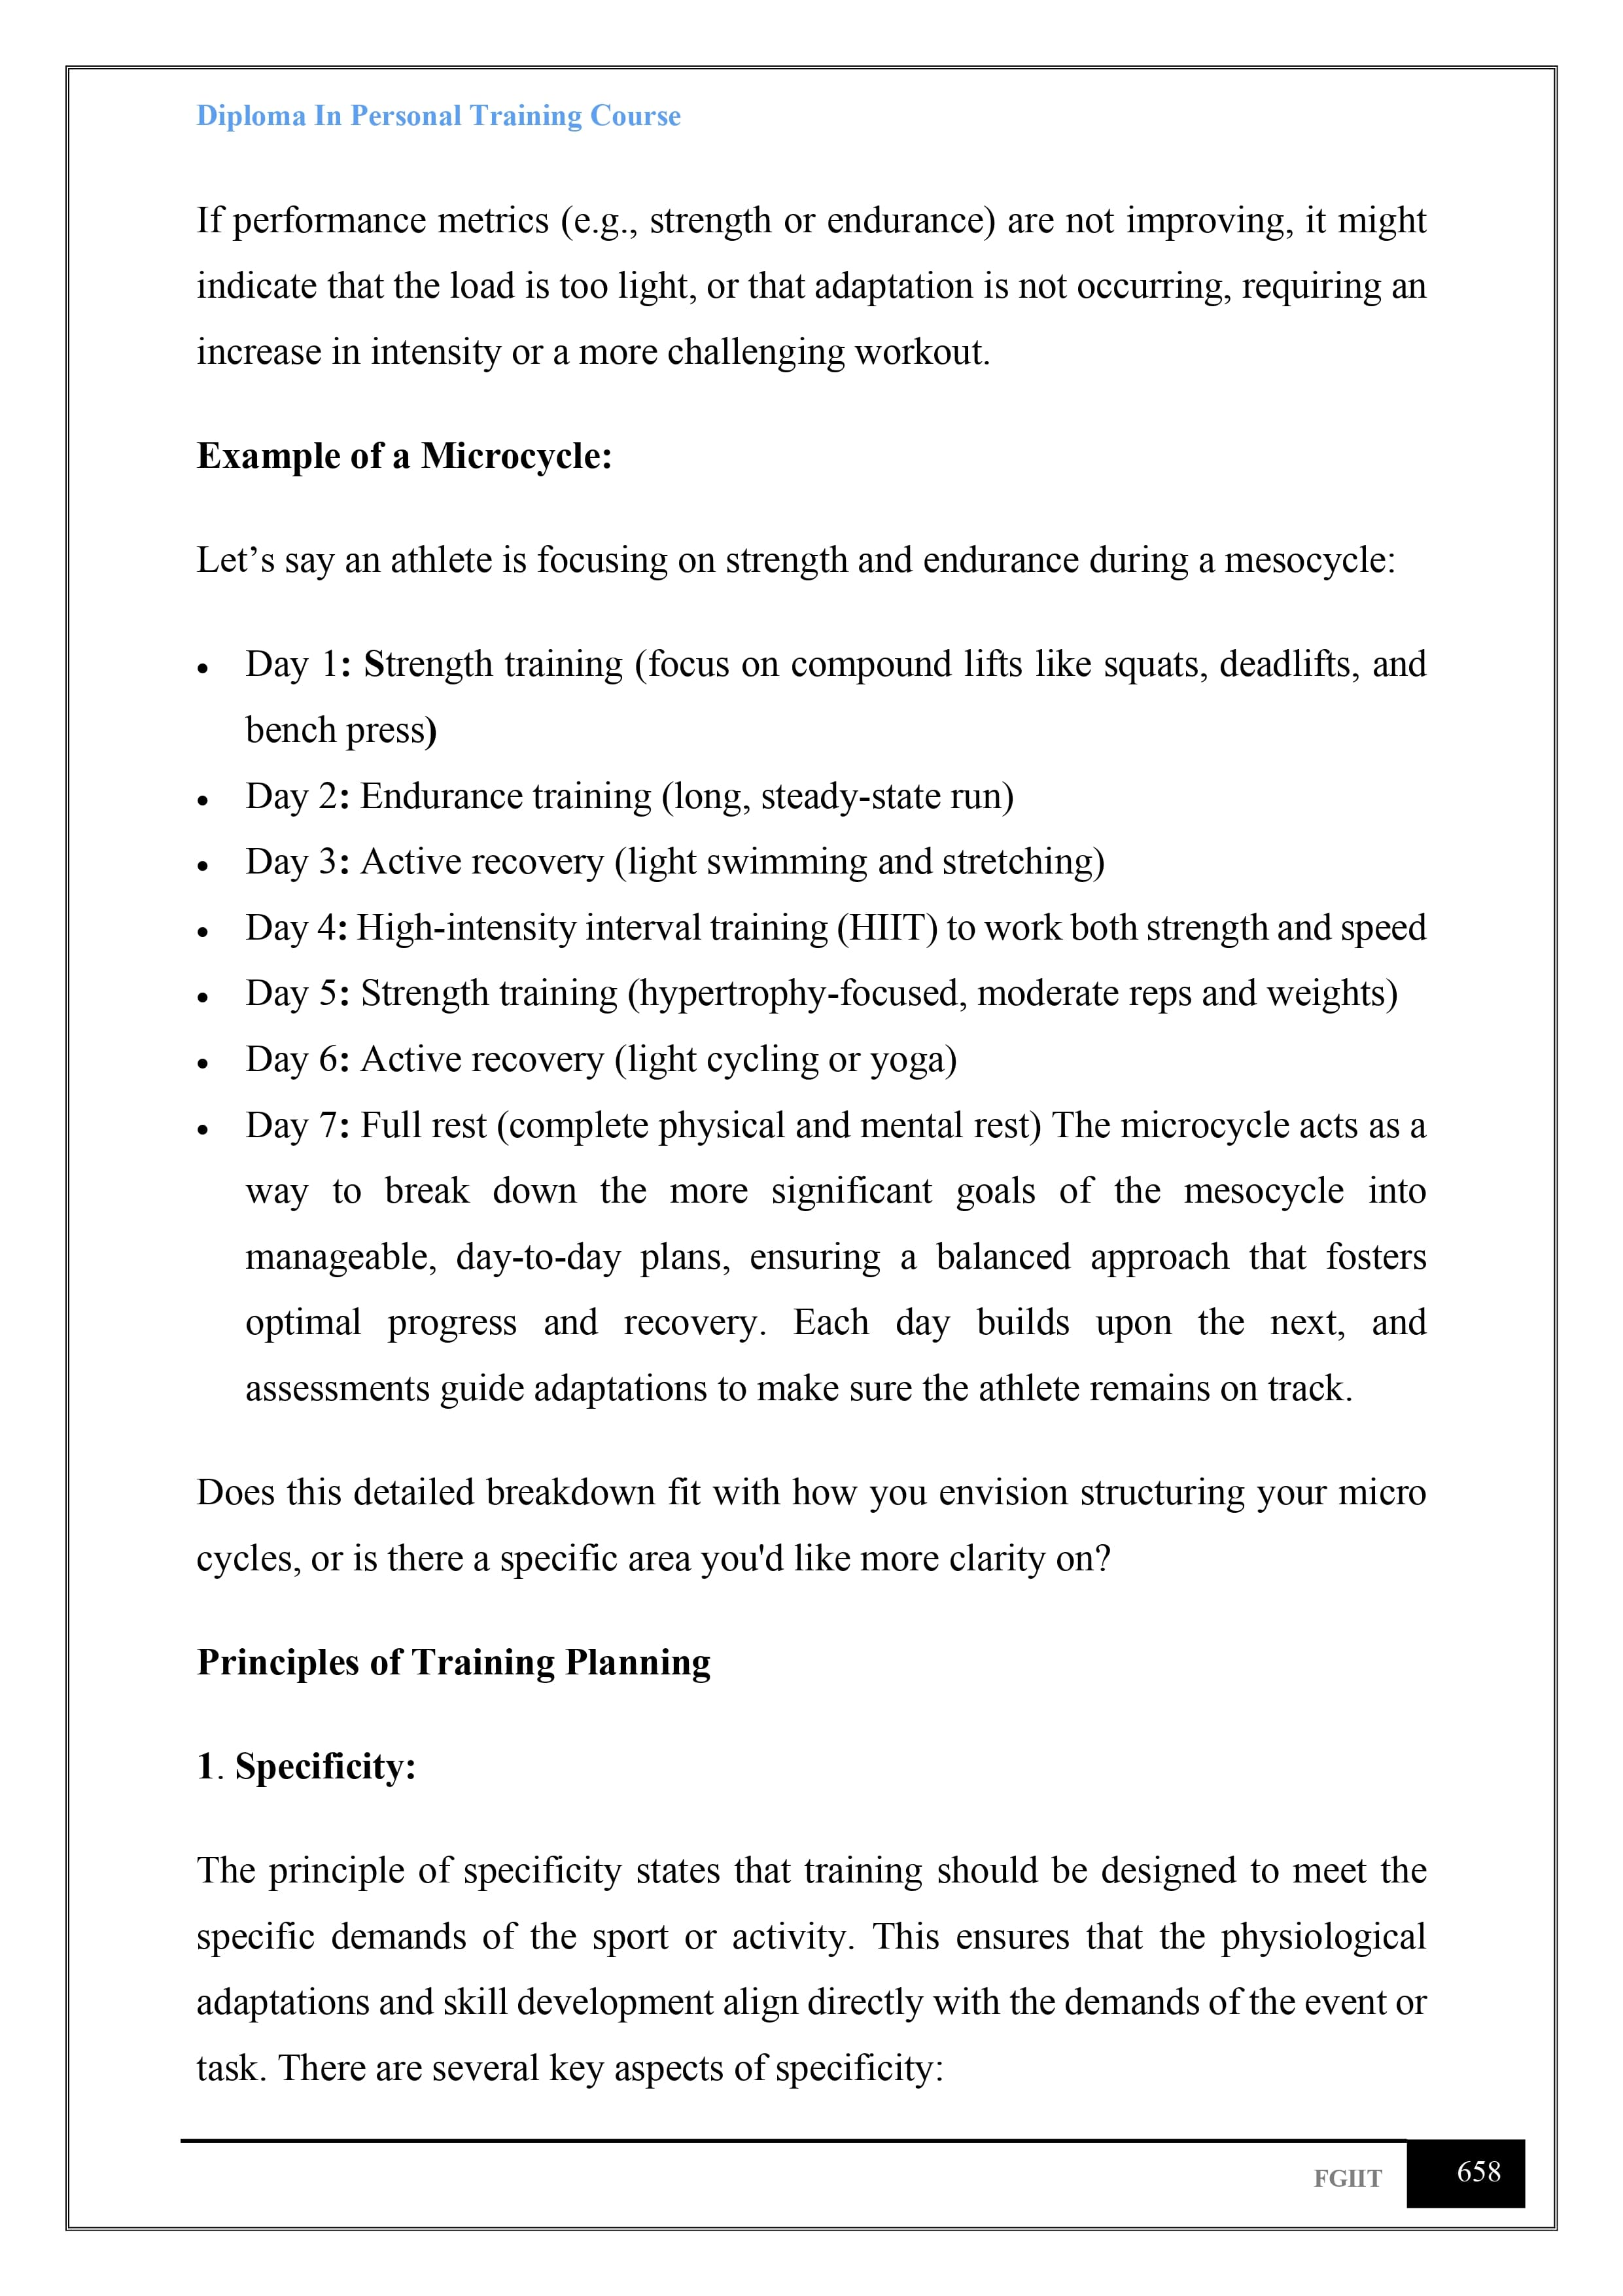 Diploma In Personal Training Course
If performance metrics (e.g., strength or endurance) are not improving, it might
indicate that the load is too light, or that adaptation is not occurring, requiring an
increase in intensity or a more challenging workout.
Example of a Microcycle:
Let’s say an athlete is focusing on strength and endurance during a mesocycle:
• Day 1: Strength training (focus on compound lifts like squats, deadlifts, and
bench press)
• Day 2: Endurance training (long, steady-state run)
• Day 3: Active recovery (light swimming and stretching)
• Day 4: High-intensity interval training (HIIT) to work both strength and speed
• Day 5: Strength training (hypertrophy-focused, moderate reps and weights)
• Day 6: Active recovery (light cycling or yoga)
• Day 7: Full rest (complete physical and mental rest) The microcycle acts as a
way to break down the more significant goals of the mesocycle into
manageable, day-to-day plans, ensuring a balanced approach that fosters
optimal progress and recovery. Each day builds upon the next, and
assessments guide adaptations to make sure the athlete remains on track.
Does this detailed breakdown fit with how you envision structuring your micro
cycles, or is there a specific area you'd like more clarity on?
Principles of Training Planning
1. Specificity:
The principle of specificity states that training should be designed to meet the
specific demands of the sport or activity. This ensures that the physiological
adaptations and skill development align directly with the demands of the event or
task. There are several key aspects of specificity:
FGIIT 658